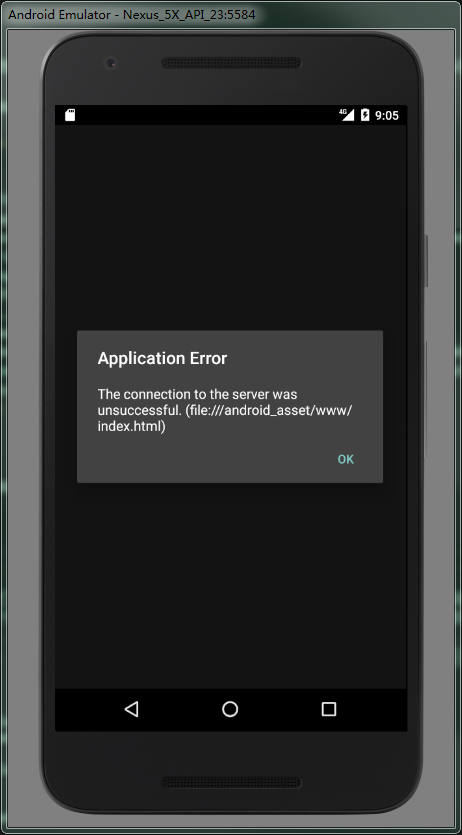 Android Emulator - Nexus_5X_API_23:5584
4G
9:05
Application Error
The connection to the server was
unsuccessful. (file:///android_asset/www/
index.html)
OK